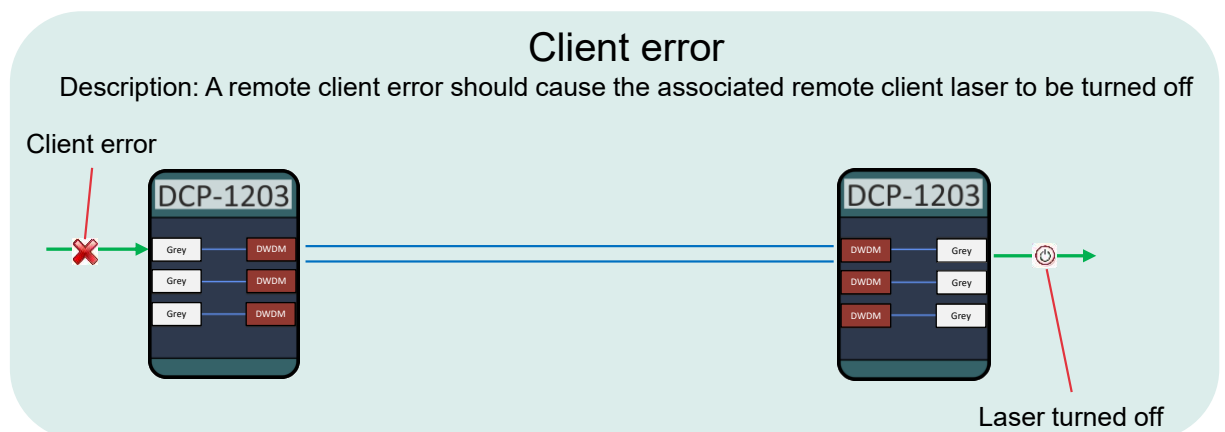 Client error
Description: A remote client error should cause the associated remote client laser to be turned off
Client error
DCP-1203
DCP-1203
Grey
DWDM
DWDM
Grey
Grey
DWDM
DWDM
Grey
Grey
DWDM
DWDM
Grey
Laser turned off